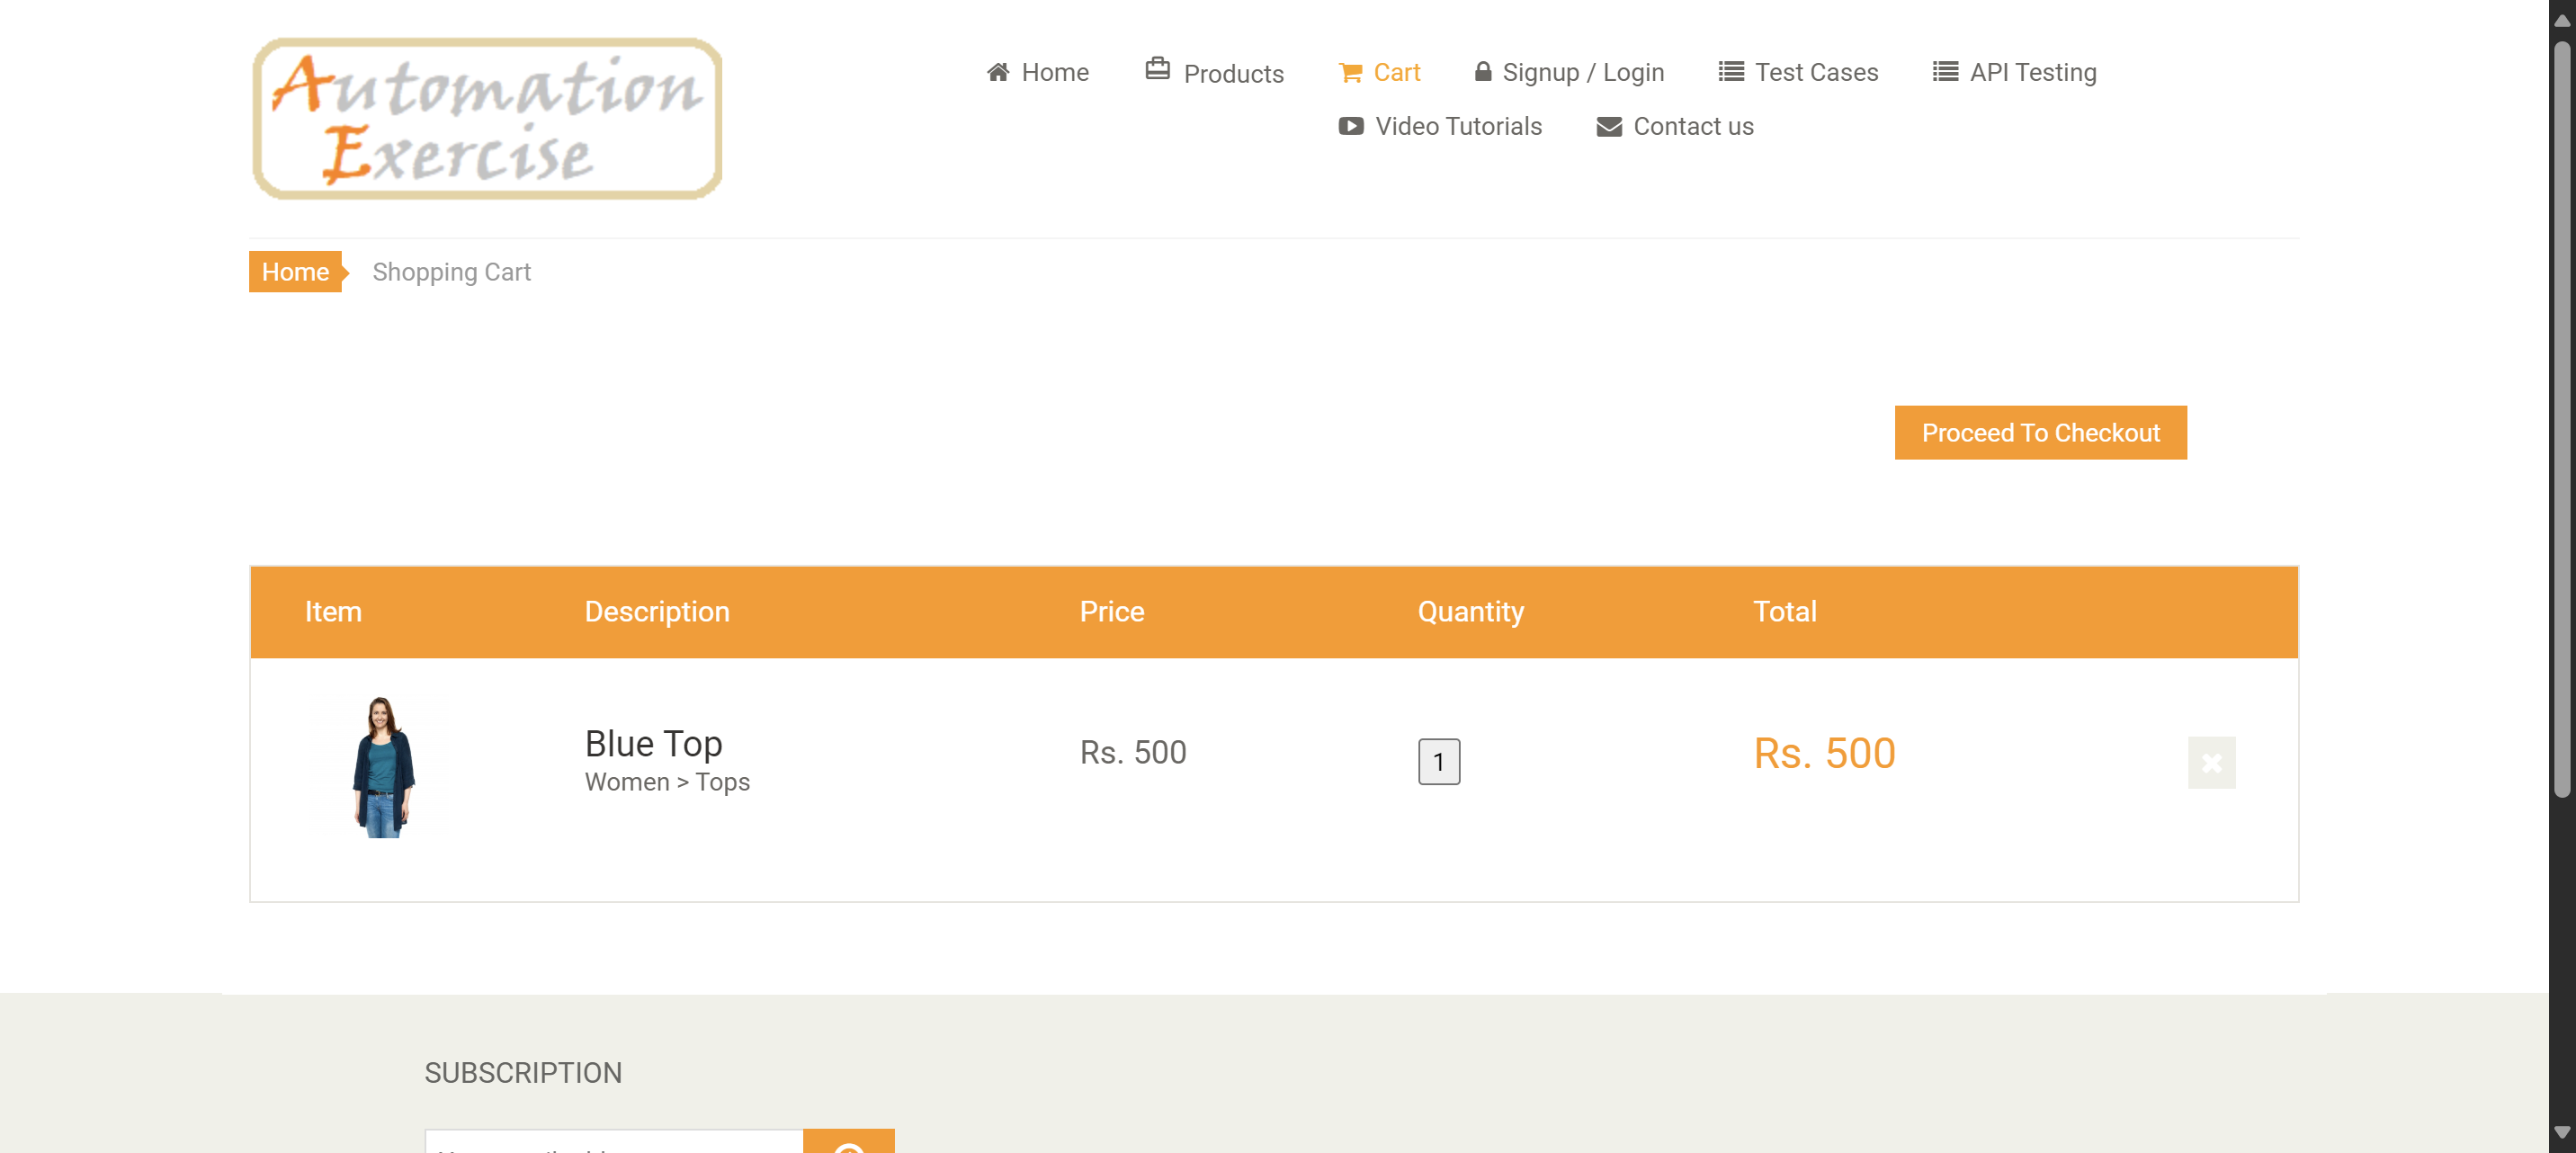 Automation
Exercise
Home Products Cart Signup / Login Test Cases API Testing
Video Tutorials Contact us
Home Shopping Cart
Proceed To Checkout
Item Description Price Quantity Total
Blue Top Rs. 500 1 Rs. 500
Women > Tops
SUBSCRIPTION